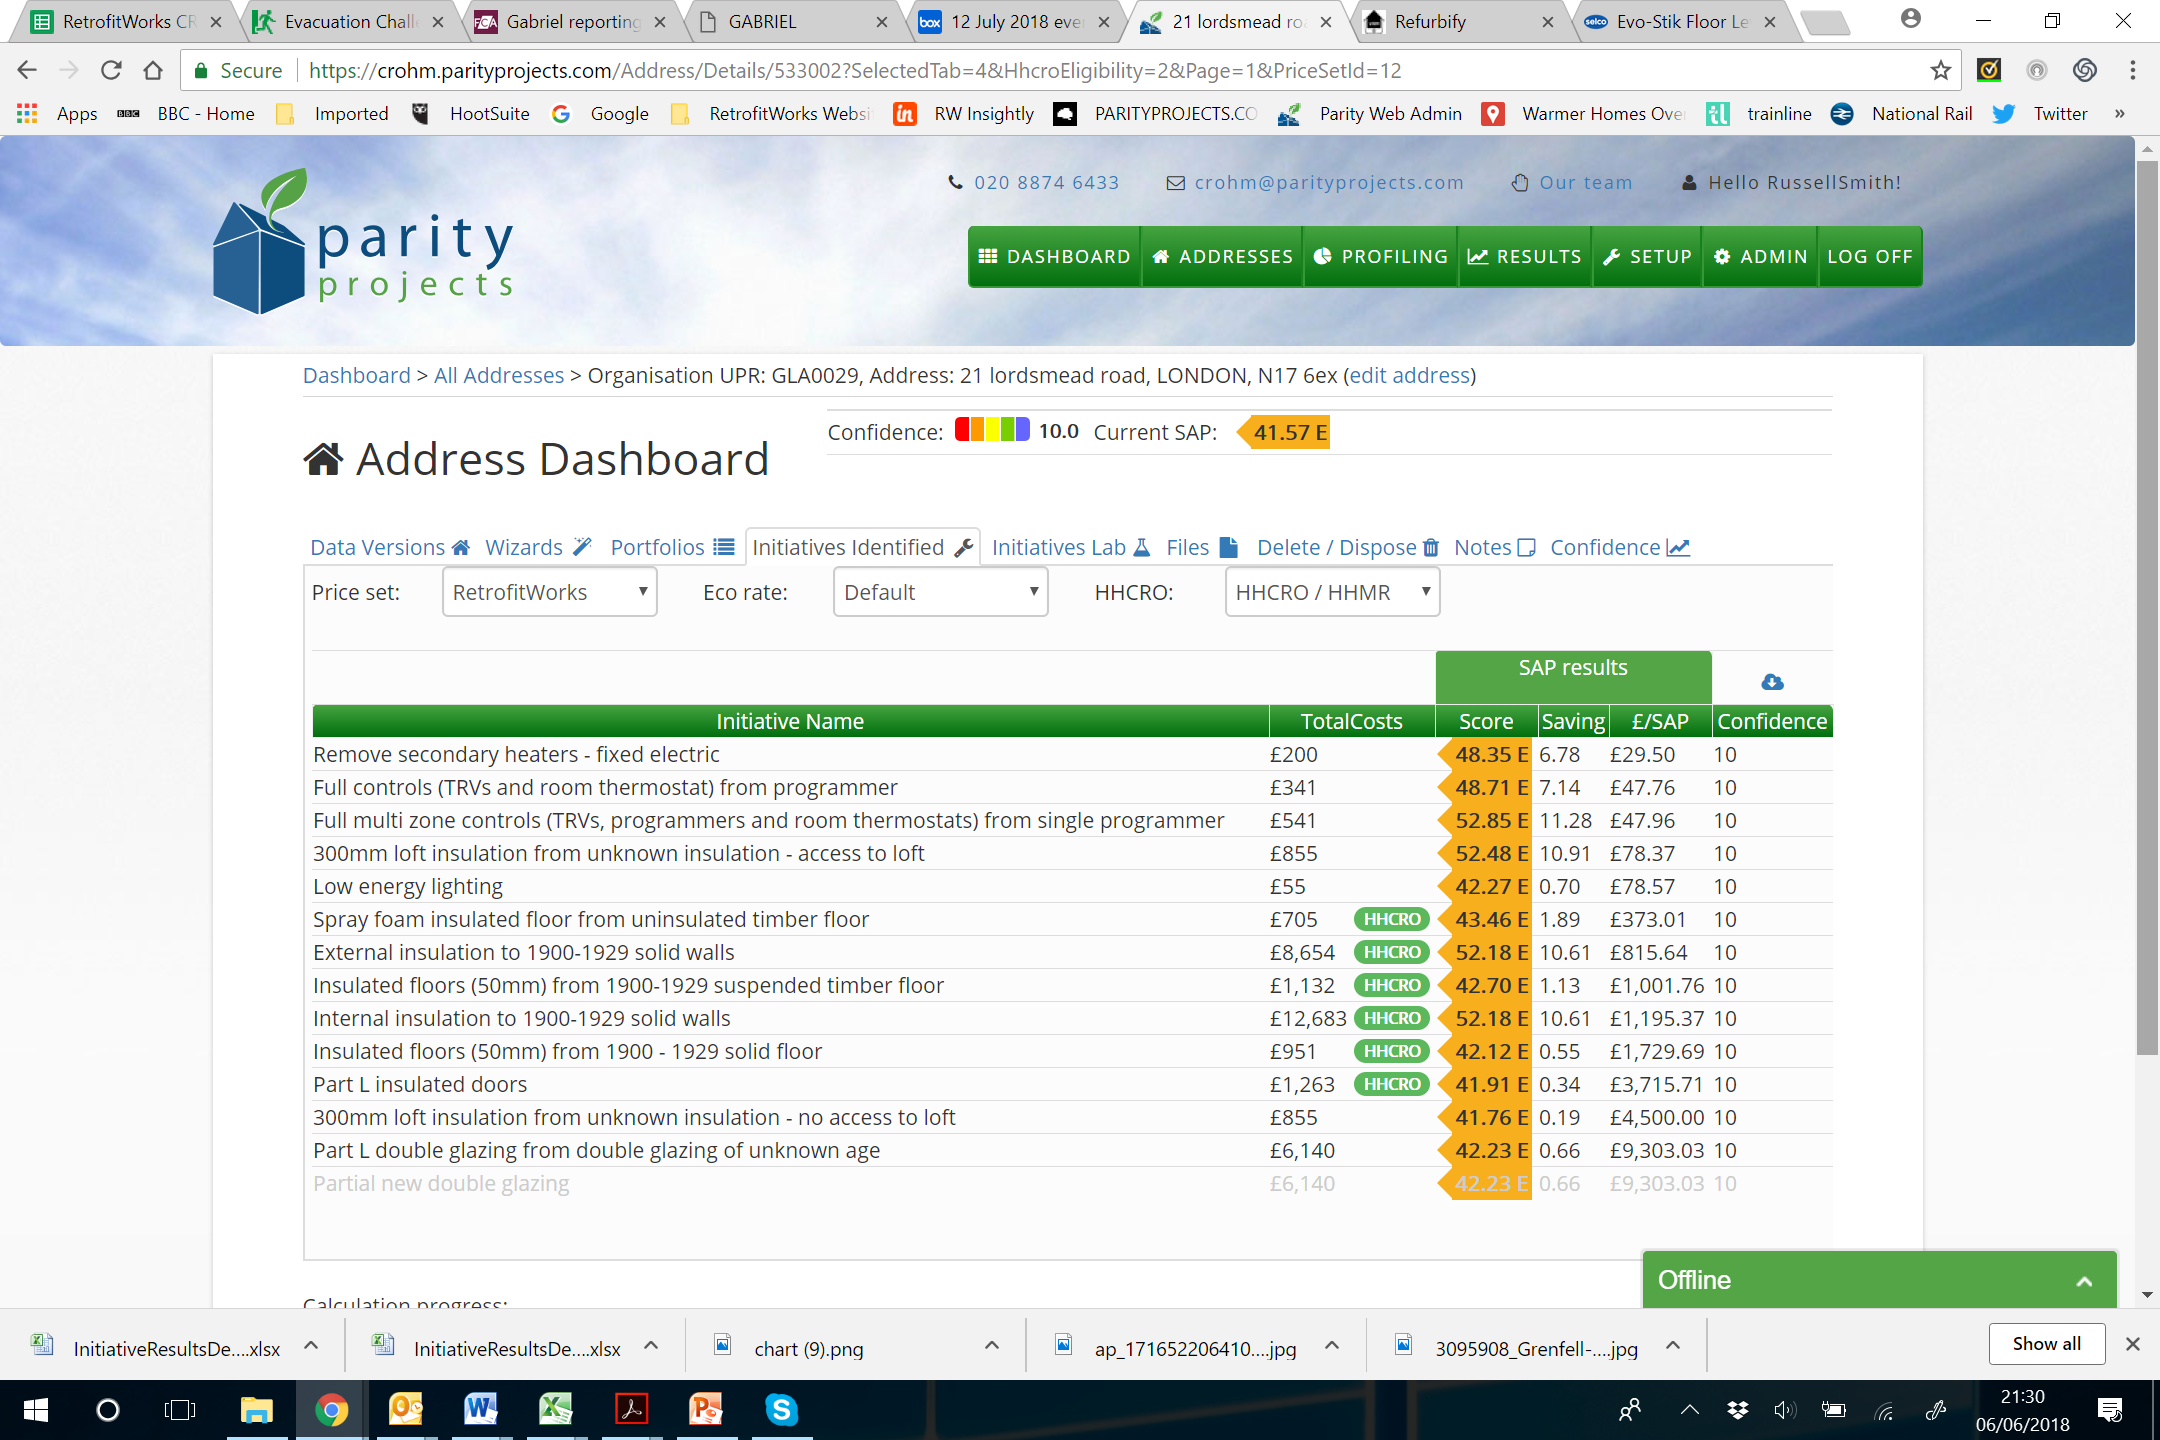 RetrofitWorks CR
Evacuation Chall
Gabriel reporting
GABRIEL
12 July 2018 eve
21 lordsmead ro
Refurbify
Evo-Stik Floor Le
Secure https://crohm.parityprojects.com/Address/Details/533002?SelectedTab=4&HhcroEligibility=2&Page=1&PriceSetId=12
Apps BBC - Home Imported HootSuite Google RetrofitWorks Websi RW Insightly PARITYPROJECTS.CO Parity Web Admin Warmer Homes Over trainline National Rail Twitter »
020 8874 6433 crohm@parityprojects.com Our team Hello RussellSmith!
parity
projects
DASHBOARD ADDRESSES PROFILING RESULTS SETUP ADMIN LOG OFF
Dashboard > All Addresses > Organisation UPR: GLA0029, Address: 21 lordsmead road, LONDON, N17 6ex (edit address)
Confidence: 10.0 Current SAP: 41.57 E
Address Dashboard
Data Versions Wizards Portfolios Initiatives Identified Initiatives Lab Files Delete / Dispose Notes Confidence
Price set: RetrofitWorks Eco rate: Default HHCRO: HHCRO / HHMR
SAP results
Initiative Name TotalCosts Score Saving £/SAP Confidence
Remove secondary heaters - fixed electric £200 48.35 E 6.78 £29.50 10
Full controls (TRVs and room thermostat) from programmer £341 48.71 E 7.14 £47.76 10
Full multi zone controls (TRVs, programmers and room thermostats) from single programmer £541 52.85 E 11.28 £47.96 10
300mm loft insulation from unknown insulation - access to loft £855 52.48 E 10.91 £78.37 10
Low energy lighting £55 42.27 E 0.70 £78.57 10
Spray foam insulated floor from uninsulated timber floor £705 HHCRO 43.46 E 1.89 £373.01 10
External insulation to 1900-1929 solid walls £8,654 HHCRO 52.18 E 10.61 £815.64 10
Insulated floors (50mm) from 1900-1929 suspended timber floor £1,132 HHCRO 42.70 E 1.13 £1,001.76 10
Internal insulation to 1900-1929 solid walls £12,683 HHCRO 52.18 E 10.61 £1,195.37 10
Insulated floors (50mm) from 1900 - 1929 solid floor £951 HHCRO 42.12 E 0.55 £1,729.69 10
Part L insulated doors £1,263 HHCRO 41.91 E 0.34 £3,715.71 10
300mm loft insulation from unknown insulation - no access to loft £855 41.76 E 0.19 £4,500.00 10
Part L double glazing from double glazing of unknown age £6,140 42.23 E 0.66 £9,303.03 10
Partial new double glazing £6,140 42.23 E 0.66 £9,303.03 10
Offline
Calculation progress:
InitiativeResultsDe....xlsx InitiativeResultsDe....xlsx chart (9).png ap_171652206410....jpg 3095908_Grenfell-....jpg Show all
21:30
06/06/2018